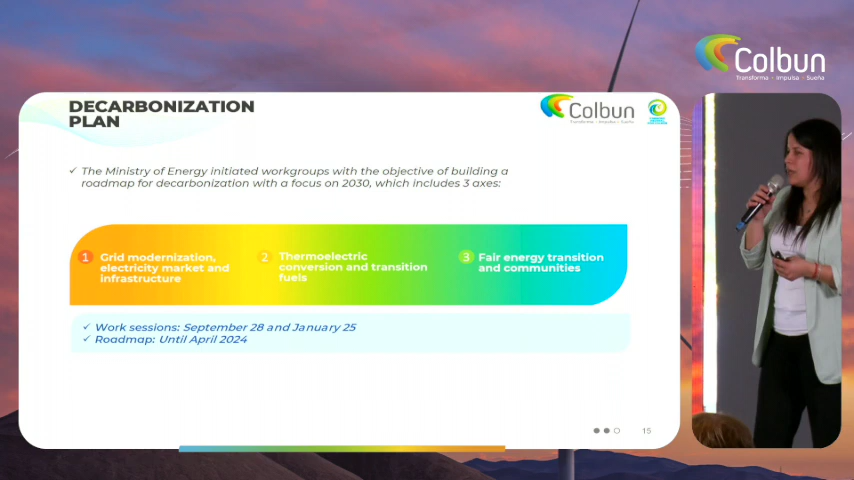 DECARBONIZATION
PLAN
Colbun
Transforma - Impulsa - Sueña
✓ The Ministry of Energy initiated workgroups with the objective of building a
roadmap for decarbonization with a focus on 2030, which includes 3 axes:
1 Grid modernization,
electricity market and
infrastructure
2 Thermoelectric
conversion and transition
fuels
3 Fair energy transition
and communities
✓ Work sessions: September 28 and January 25
✓ Roadmap: Until April 2024
15
Colbun
Transforma - Impulsa - Sueña